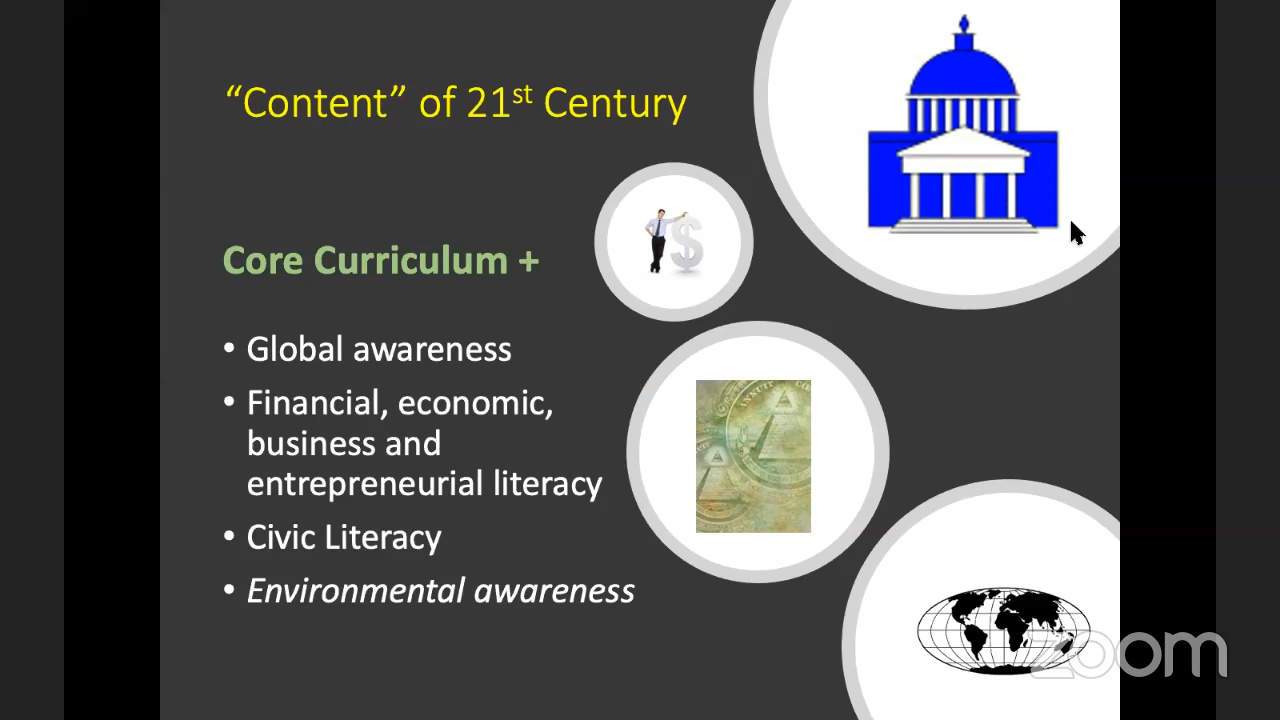 “Content” of 21st Century
Core Curriculum +
• Global awareness
• Financial, economic,
business and
entrepreneurial literacy
• Civic Literacy
• Environmental awareness
$
ANNUIT
zoom